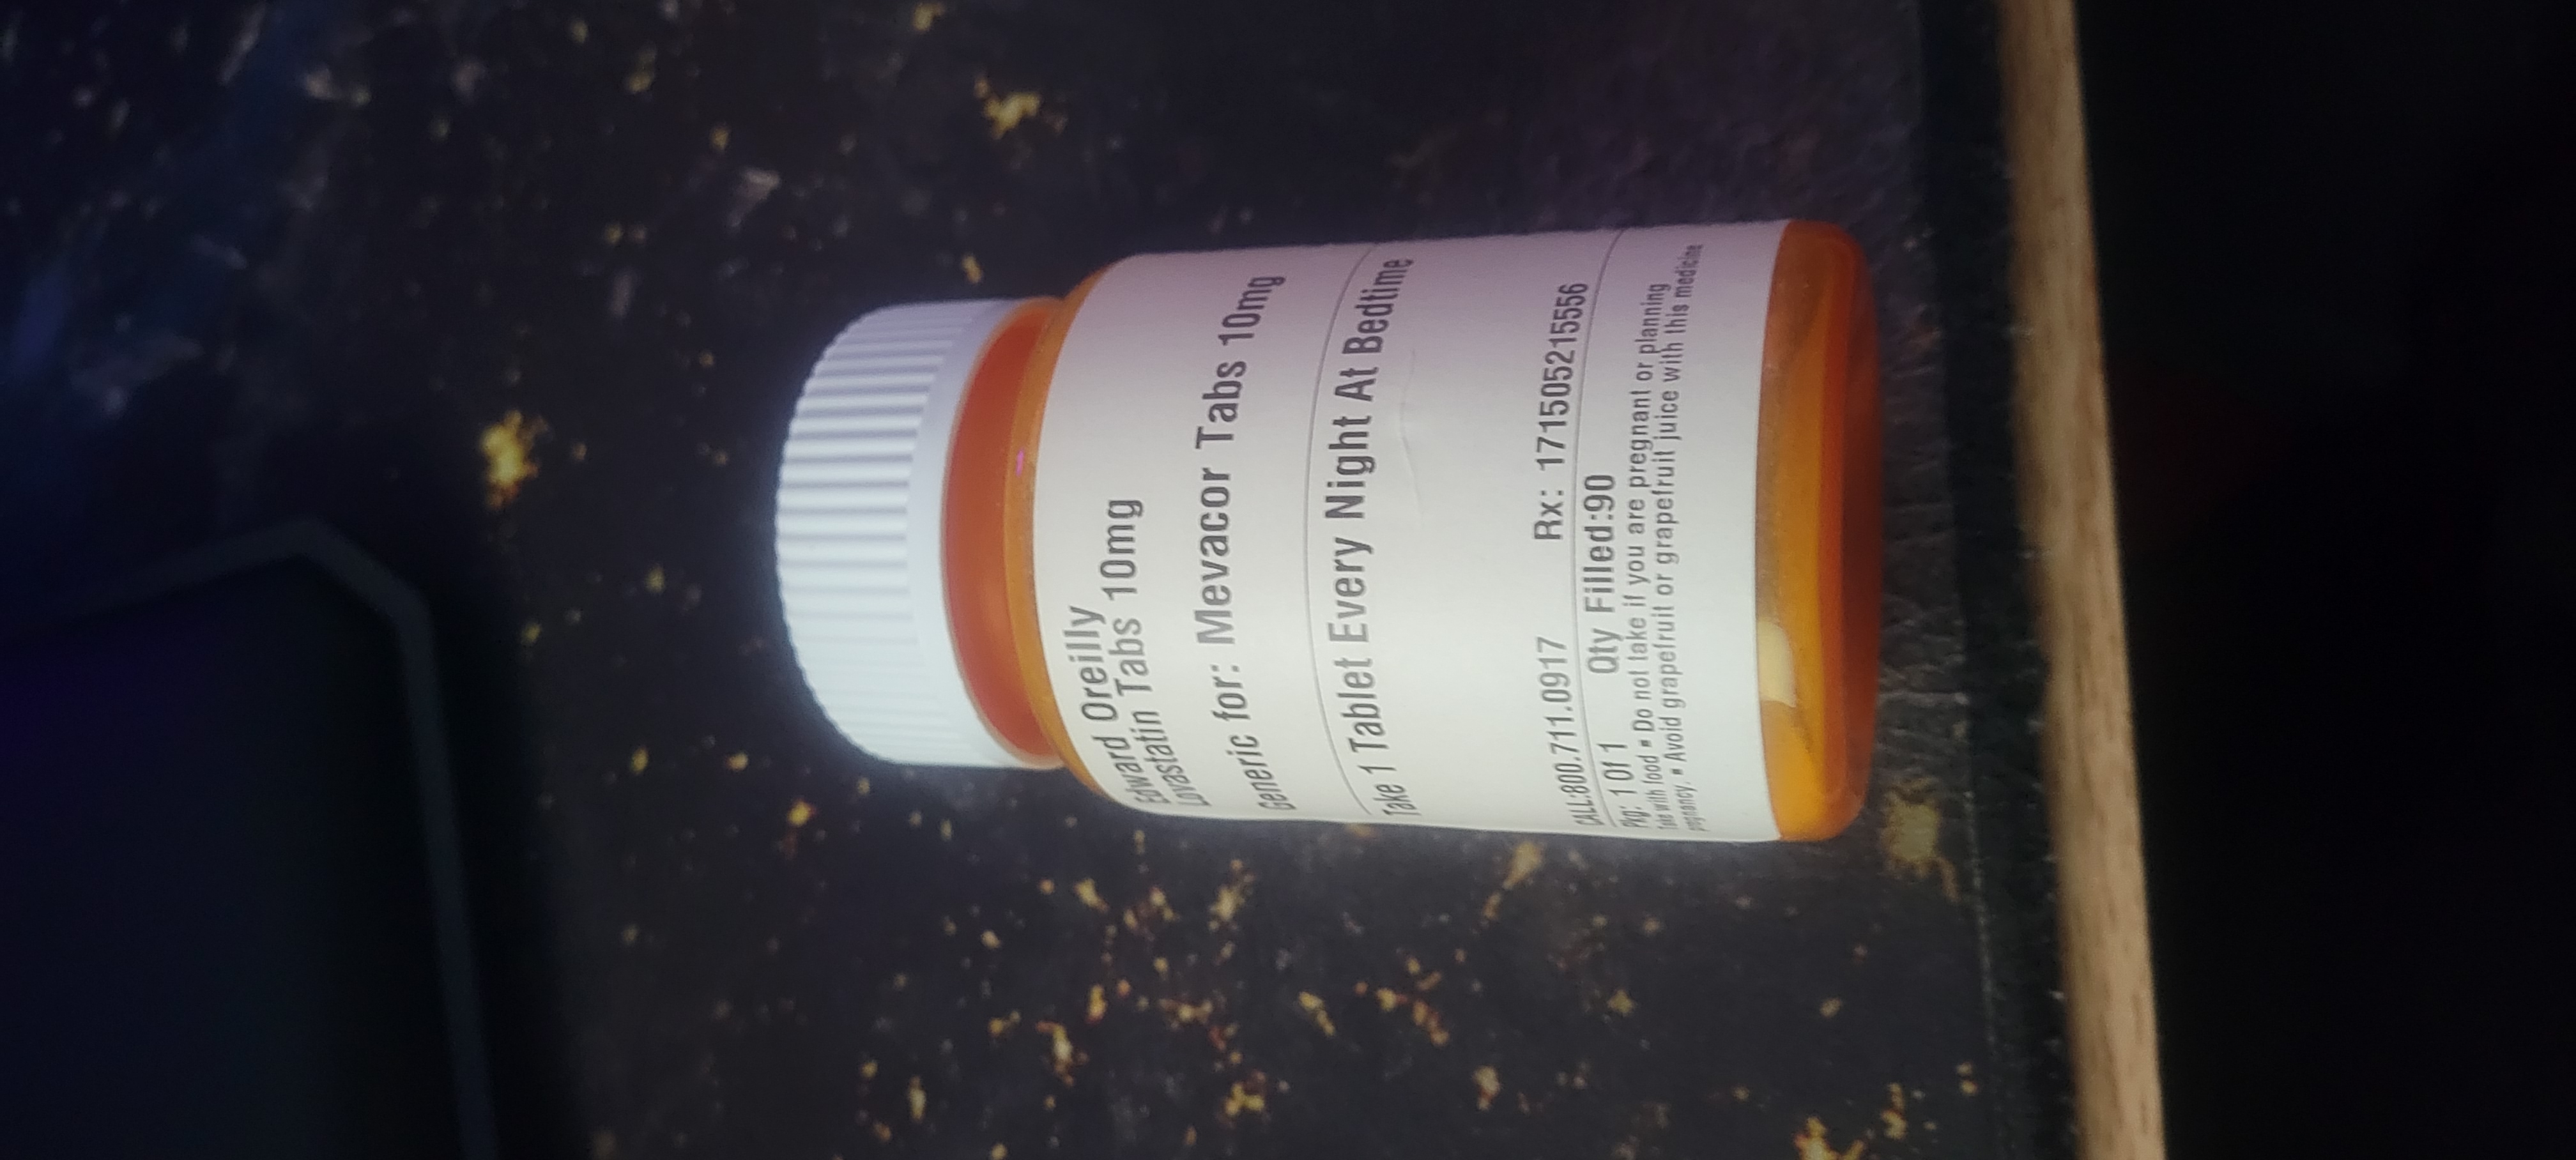 Edward Oreilly
Lovastatin Tabs 10mg
Generic for: Mevacor Tabs 10mg
Take 1 Tablet Every Night At Bedtime
CALL:800.711.0917 Rx: 171505215556
Pkg: 1 Of 1 Qty Filled:90
Take with food ▪ Do not take if you are pregnant or planning
pregnancy. ▪ Avoid grapefruit or grapefruit juice with this medicine